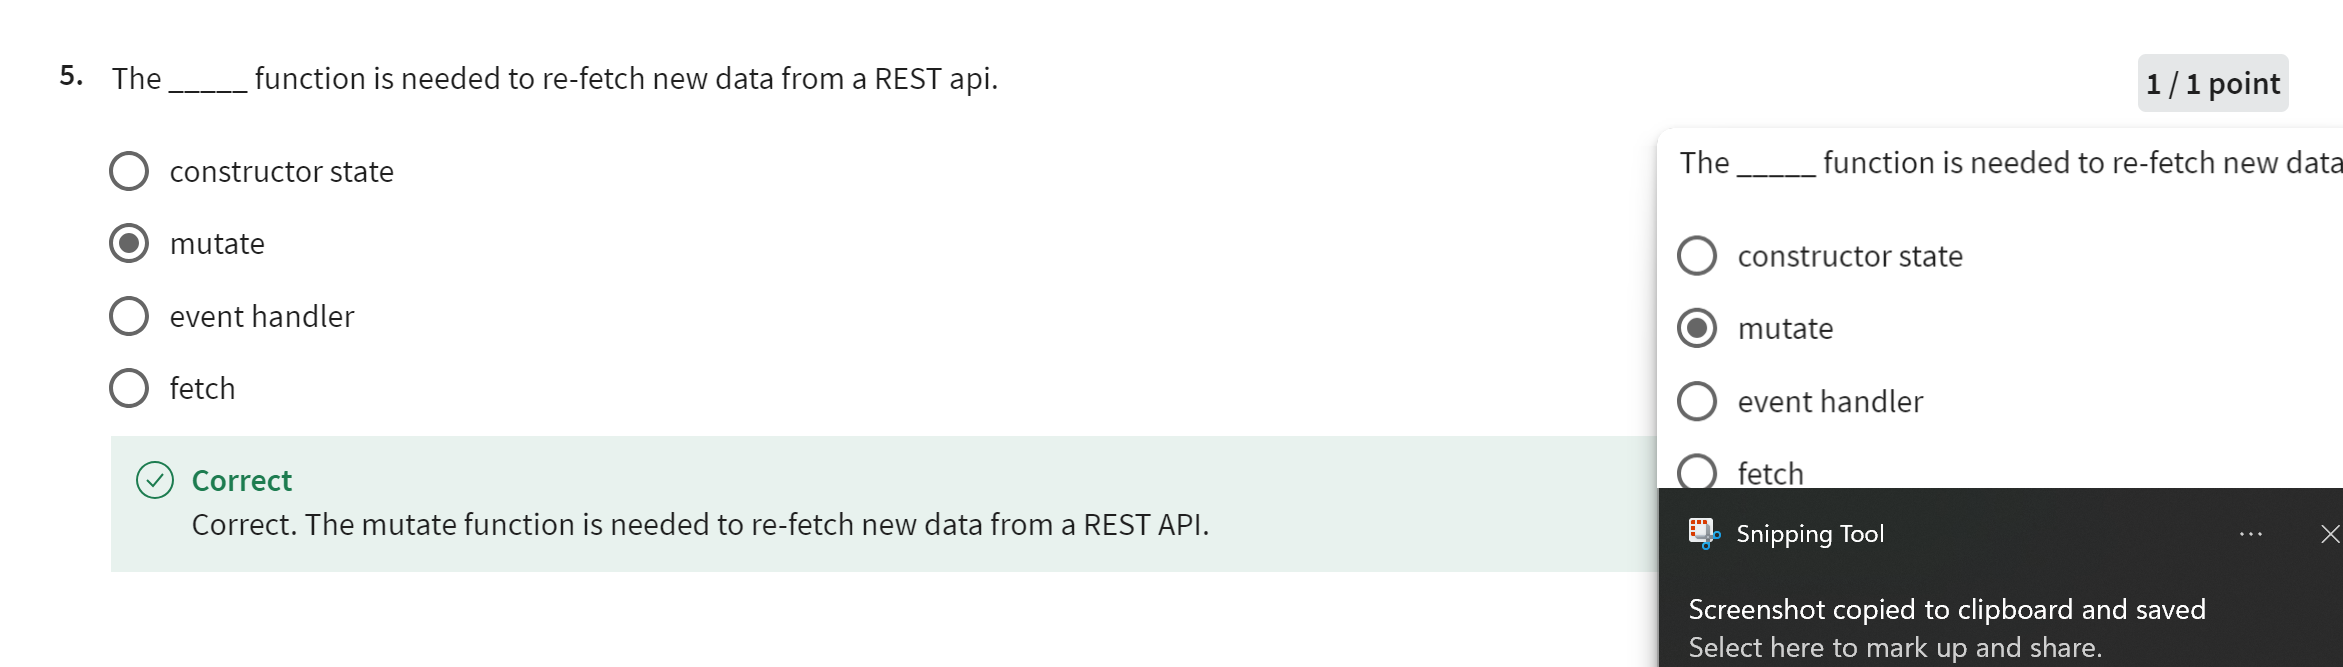 5. The _____ function is needed to re-fetch new data from a REST api.
1 / 1 point
constructor state
mutate
event handler
fetch
Correct
Correct. The mutate function is needed to re-fetch new data from a REST API.
The _____ function is needed to re-fetch new data
constructor state
mutate
event handler
fetch
Snipping Tool
Screenshot copied to clipboard and saved
Select here to mark up and share.